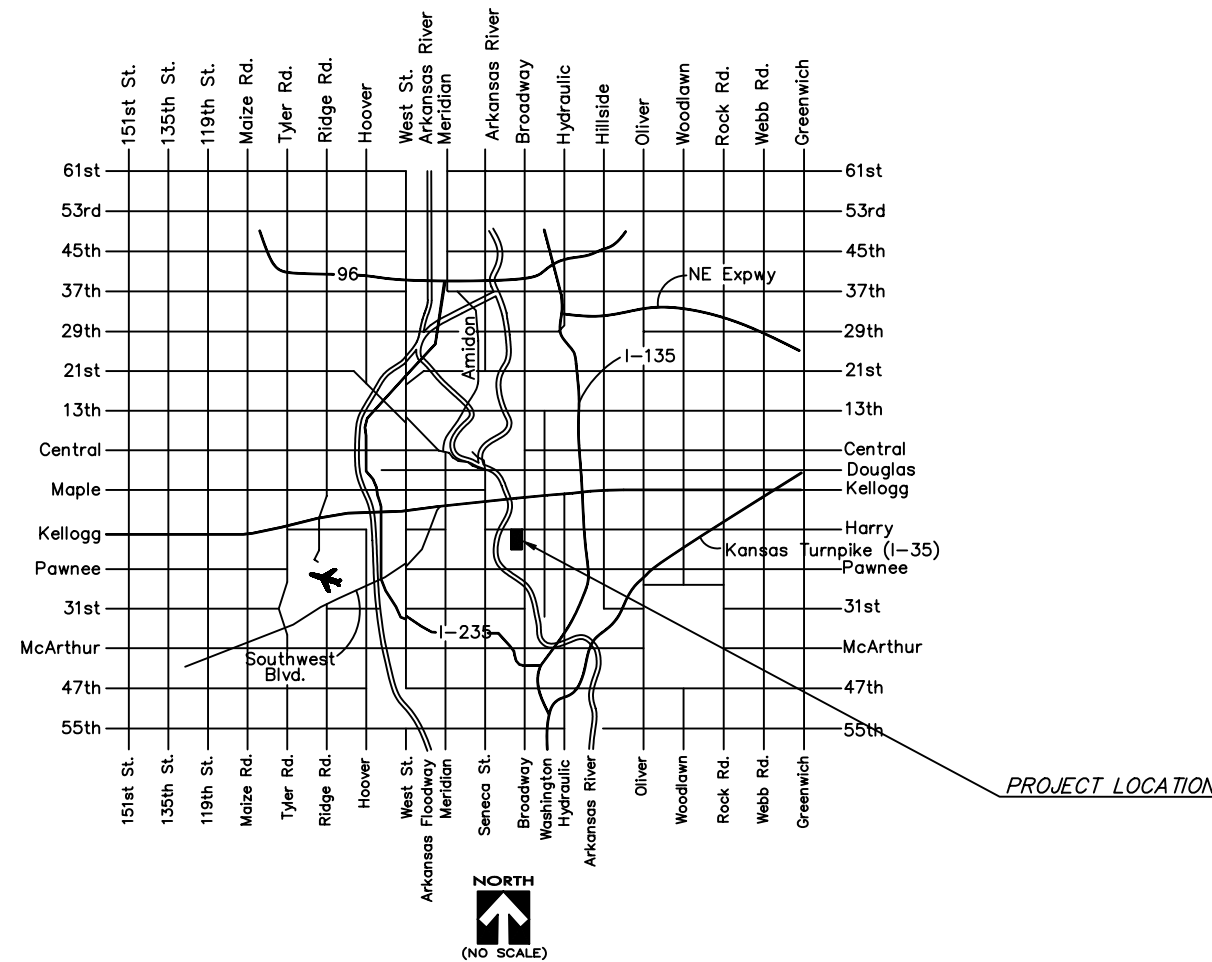 151st St.
135th St.
119th St.
Maize Rd.
Tyler Rd.
Ridge Rd.
Hoover
West St.
Arkansas River
Meridian
Arkansas River
Broadway
Hydraulic
Hillside
Oliver
Woodlawn
Rock Rd.
Webb Rd.
Greenwich
61st
61st
53rd
53rd
45th
45th
96
NE Expwy
37th
37th
29th
29th
Amidon
I-135
21st
21st
13th
13th
Central
Central
Douglas
Maple
Kellogg
Kellogg
Harry
Kansas Turnpike (I-35)
Pawnee
Pawnee
31st
31st
I-235
McArthur
McArthur
Southwest
Blvd.
47th
47th
55th
55th
151st St.
135th St.
119th St.
Maize Rd.
Tyler Rd.
Ridge Rd.
Hoover
West St.
Arkansas Floodway
Meridian
Seneca St.
Broadway
Washington
Hydraulic
Arkansas River
Oliver
Woodlawn
Rock Rd.
Webb Rd.
Greenwich
PROJECT LOCATION
NORTH
(NO SCALE)